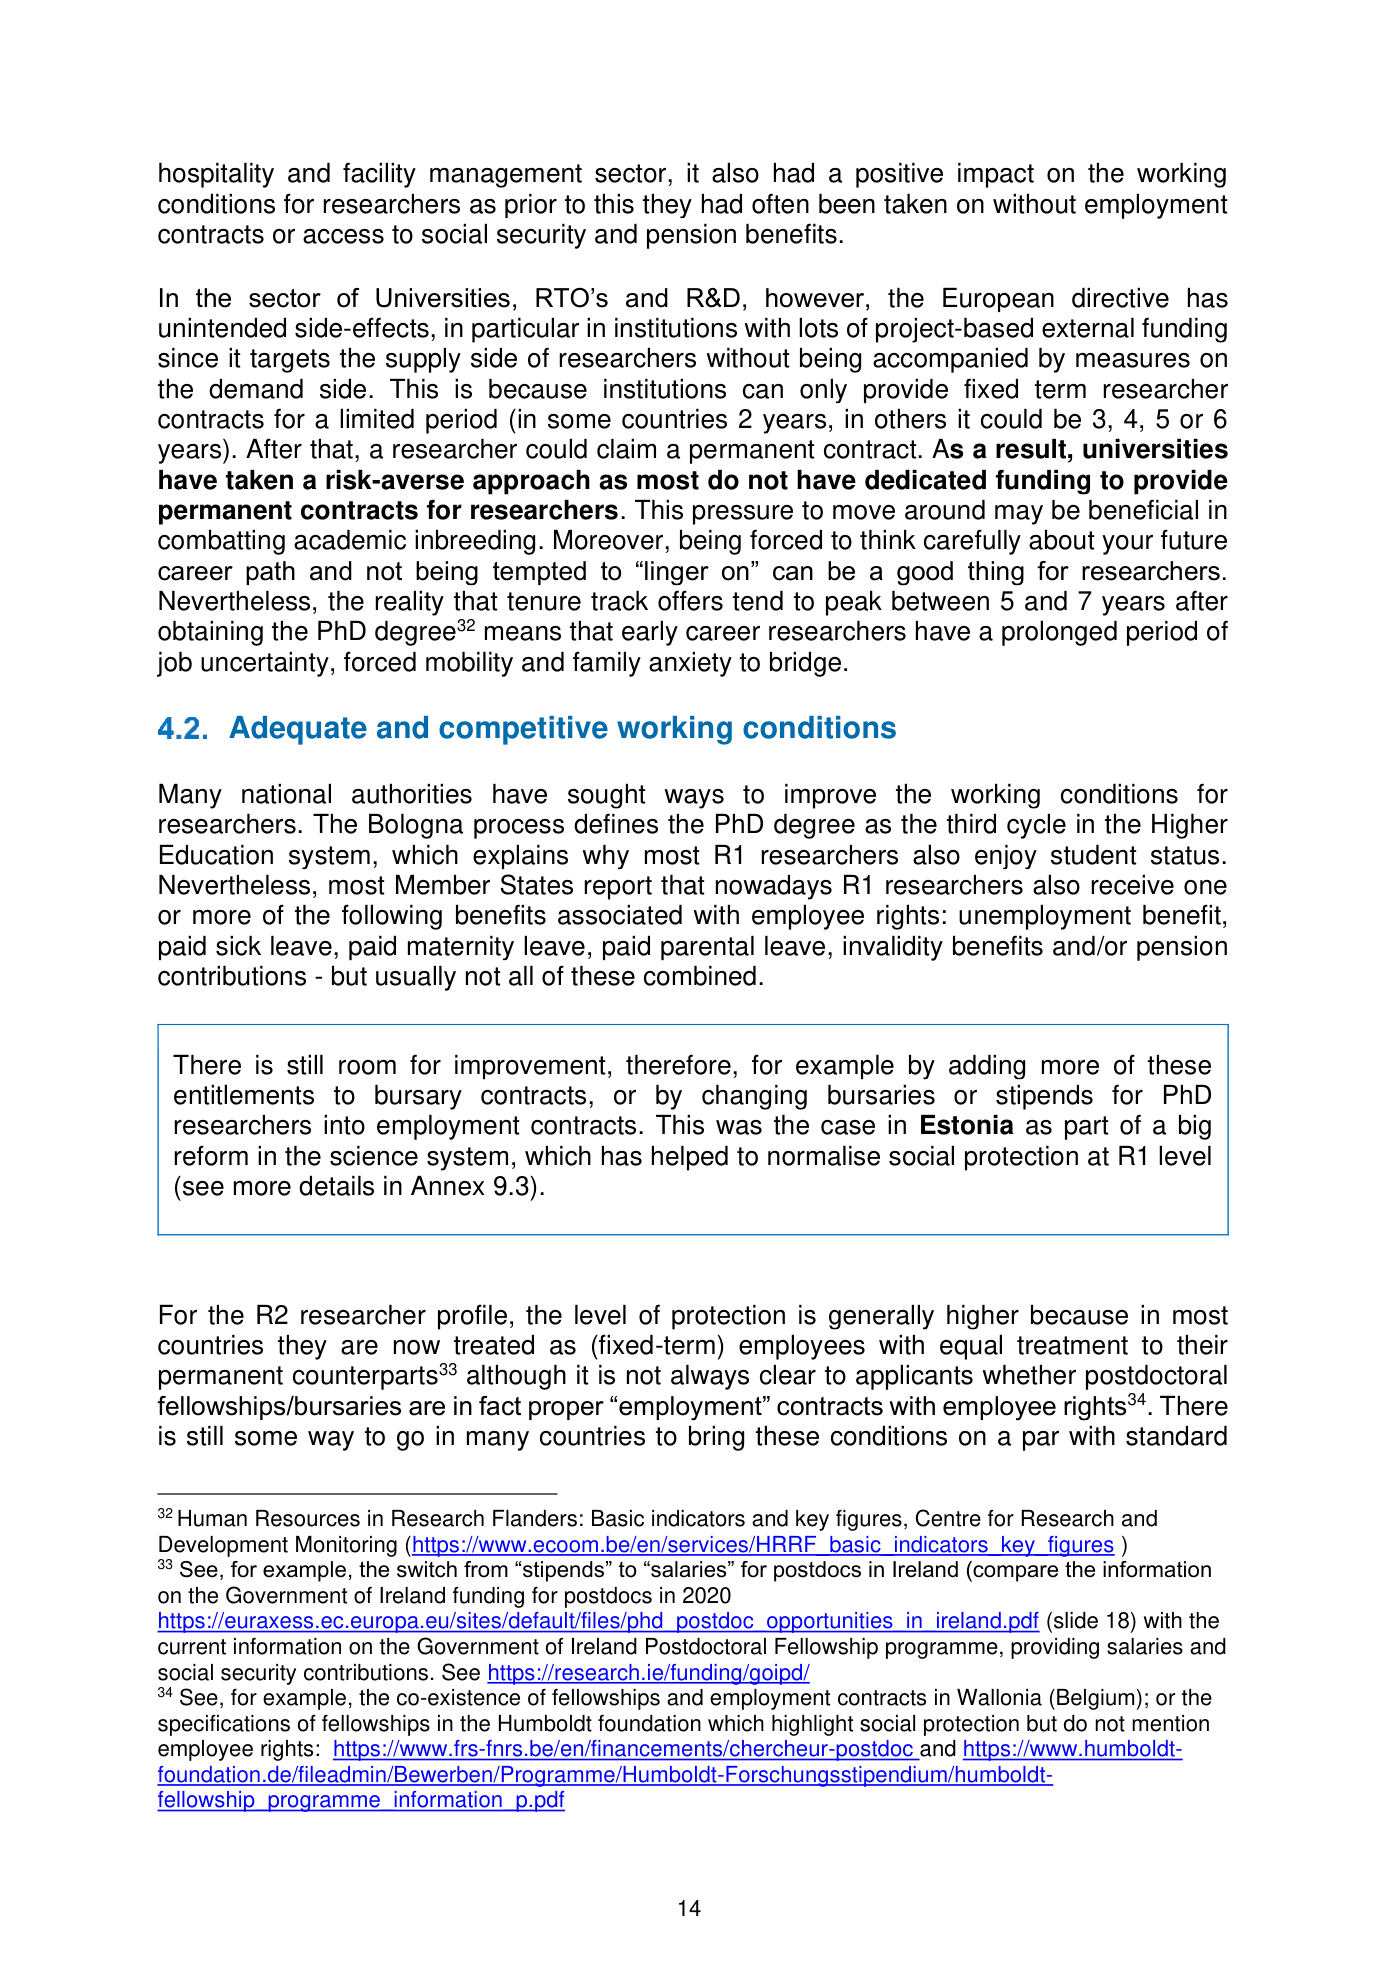 hospitality and facility management sector, it also had a positive impact on the working
conditions for researchers as prior to this they had often been taken on without employment
contracts or access to social security and pension benefits.
In the sector of Universities, RTO’s and R&D, however, the European directive has
unintended side-effects, in particular in institutions with lots of project-based external funding
since it targets the supply side of researchers without being accompanied by measures on
the demand side. This is because institutions can only provide fixed term researcher
contracts for a limited period (in some countries 2 years, in others it could be 3, 4, 5 or 6
years). After that, a researcher could claim a permanent contract. As a result, universities
have taken a risk-averse approach as most do not have dedicated funding to provide
permanent contracts for researchers. This pressure to move around may be beneficial in
combatting academic inbreeding. Moreover, being forced to think carefully about your future
career path and not being tempted to “linger on” can be a good thing for researchers.
Nevertheless, the reality that tenure track offers tend to peak between 5 and 7 years after
obtaining the PhD degree32 means that early career researchers have a prolonged period of
job uncertainty, forced mobility and family anxiety to bridge.
4.2. Adequate and competitive working conditions
Many national authorities have sought ways to improve the working conditions for
researchers. The Bologna process defines the PhD degree as the third cycle in the Higher
Education system, which explains why most R1 researchers also enjoy student status.
Nevertheless, most Member States report that nowadays R1 researchers also receive one
or more of the following benefits associated with employee rights: unemployment benefit,
paid sick leave, paid maternity leave, paid parental leave, invalidity benefits and/or pension
contributions - but usually not all of these combined.
There is still room for improvement, therefore, for example by adding more of these
entitlements to bursary contracts, or by changing bursaries or stipends for PhD
researchers into employment contracts. This was the case in Estonia as part of a big
reform in the science system, which has helped to normalise social protection at R1 level
(see more details in Annex 9.3).
For the R2 researcher profile, the level of protection is generally higher because in most
countries they are now treated as (fixed-term) employees with equal treatment to their
permanent counterparts33 although it is not always clear to applicants whether postdoctoral
fellowships/bursaries are in fact proper “employment” contracts with employee rights34. There
is still some way to go in many countries to bring these conditions on a par with standard
32 Human Resources in Research Flanders: Basic indicators and key figures, Centre for Research and
Development Monitoring (https://www.ecoom.be/en/services/HRRF_basic_indicators_key_figures )
33 See, for example, the switch from “stipends” to “salaries” for postdocs in Ireland (compare the information
on the Government of Ireland funding for postdocs in 2020
https://euraxess.ec.europa.eu/sites/default/files/phd_postdoc_opportunities_in_ireland.pdf (slide 18) with the
current information on the Government of Ireland Postdoctoral Fellowship programme, providing salaries and
social security contributions. See https://research.ie/funding/goipd/
34 See, for example, the co-existence of fellowships and employment contracts in Wallonia (Belgium); or the
specifications of fellowships in the Humboldt foundation which highlight social protection but do not mention
employee rights: https://www.frs-fnrs.be/en/financements/chercheur-postdoc and https://www.humboldt-
foundation.de/fileadmin/Bewerben/Programme/Humboldt-Forschungsstipendium/humboldt-
fellowship_programme_information_p.pdf
14